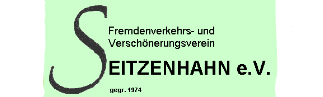 Fremdenverkehrs- und
Verschönerungsverein
SEITZENHAHN e.V.
gegr. 1974